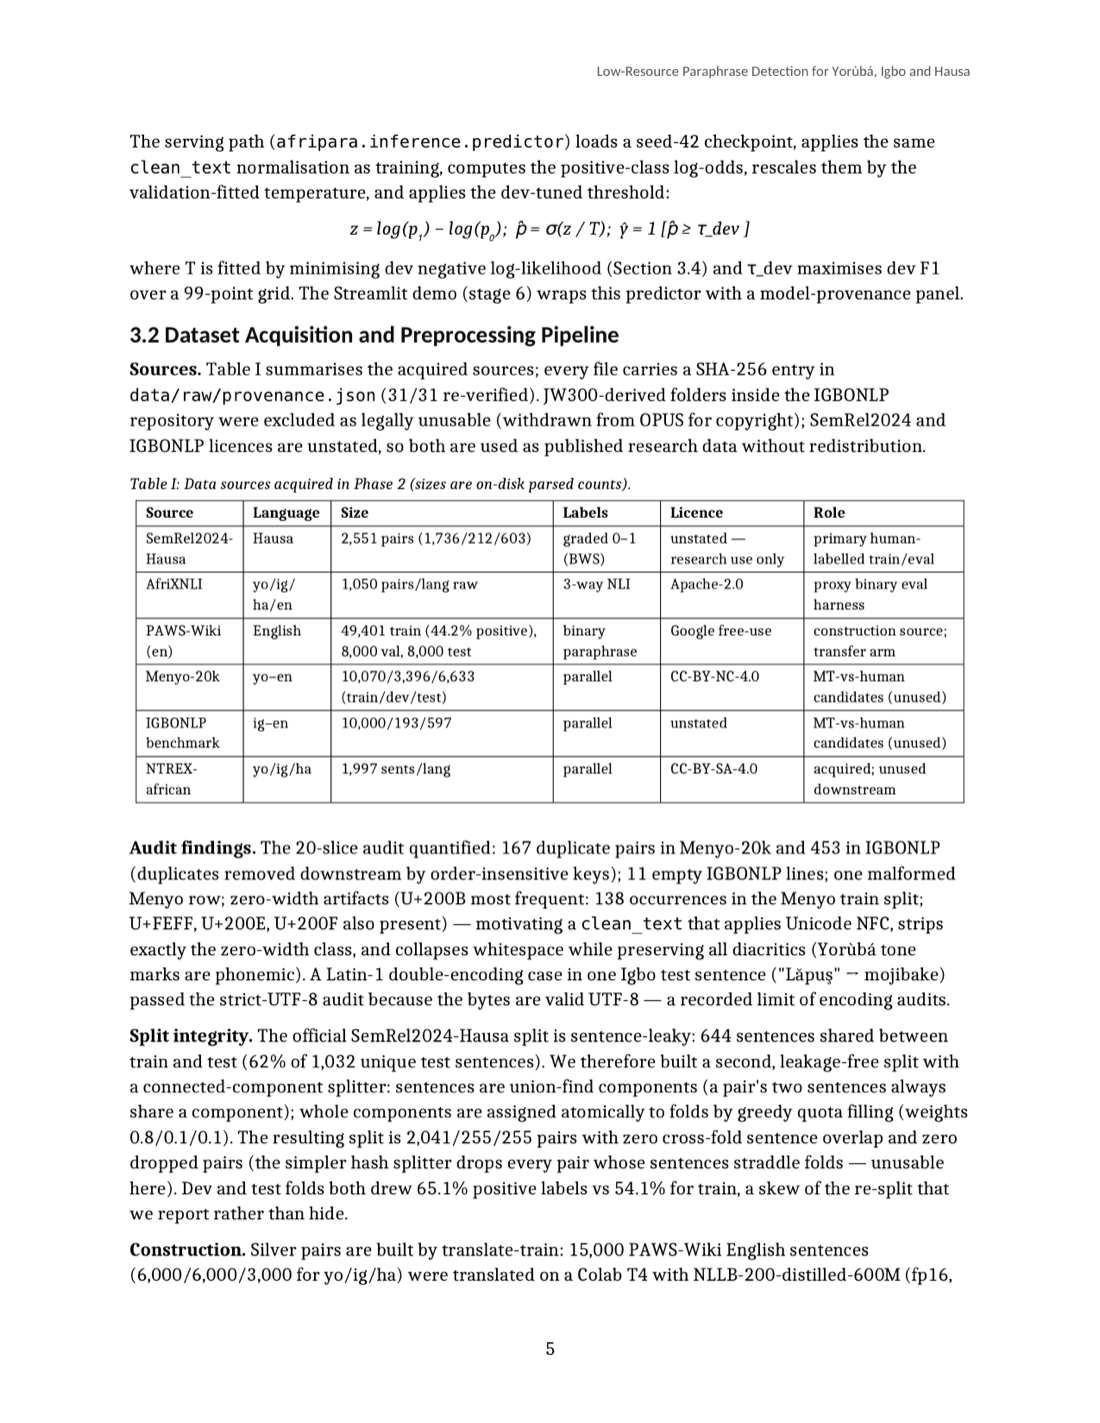 Low-Resource Paraphrase Detection for Yorùbá, Igbo and Hausa
The serving path (afripara.inference.predictor) loads a seed-42 checkpoint, applies the same
clean_text normalisation as training, computes the positive-class log-odds, rescales them by the
validation-fitted temperature, and applies the dev-tuned threshold:
z = log(p₁) − log(p₀); p̂ = σ(z / T); ŷ = 1 [p̂ ≥ τ_dev ]
where T is fitted by minimising dev negative log-likelihood (Section 3.4) and τ_dev maximises dev F1
over a 99-point grid. The Streamlit demo (stage 6) wraps this predictor with a model-provenance panel.
3.2 Dataset Acquisition and Preprocessing Pipeline
Sources. Table I summarises the acquired sources; every file carries a SHA-256 entry in
data/raw/provenance.json (31/31 re-verified). JW300-derived folders inside the IGBONLP
repository were excluded as legally unusable (withdrawn from OPUS for copyright); SemRel2024 and
IGBONLP licences are unstated, so both are used as published research data without redistribution.
Table I: Data sources acquired in Phase 2 (sizes are on-disk parsed counts).
Source Language Size Labels Licence Role
SemRel2024- Hausa 2,551 pairs (1,736/212/603) graded 0–1 unstated — primary human-
Hausa (BWS) research use only labelled train/eval
AfriXNLI yo/ig/ 1,050 pairs/lang raw 3-way NLI Apache-2.0 proxy binary eval
ha/en harness
PAWS-Wiki English 49,401 train (44.2% positive), binary Google free-use construction source;
(en) 8,000 val, 8,000 test paraphrase transfer arm
Menyo-20k yo–en 10,070/3,396/6,633 parallel CC-BY-NC-4.0 MT-vs-human
(train/dev/test) candidates (unused)
IGBONLP ig–en 10,000/193/597 parallel unstated MT-vs-human
benchmark candidates (unused)
NTREX- yo/ig/ha 1,997 sents/lang parallel CC-BY-SA-4.0 acquired; unused
african downstream
Audit findings. The 20-slice audit quantified: 167 duplicate pairs in Menyo-20k and 453 in IGBONLP
(duplicates removed downstream by order-insensitive keys); 11 empty IGBONLP lines; one malformed
Menyo row; zero-width artifacts (U+200B most frequent: 138 occurrences in the Menyo train split;
U+FEFF, U+200E, U+200F also present) — motivating a clean_text that applies Unicode NFC, strips
exactly the zero-width class, and collapses whitespace while preserving all diacritics (Yorùbá tone
marks are phonemic). A Latin-1 double-encoding case in one Igbo test sentence ("Lăpuş" → mojibake)
passed the strict-UTF-8 audit because the bytes are valid UTF-8 — a recorded limit of encoding audits.
Split integrity. The official SemRel2024-Hausa split is sentence-leaky: 644 sentences shared between
train and test (62% of 1,032 unique test sentences). We therefore built a second, leakage-free split with
a connected-component splitter: sentences are union-find components (a pair's two sentences always
share a component); whole components are assigned atomically to folds by greedy quota filling (weights
0.8/0.1/0.1). The resulting split is 2,041/255/255 pairs with zero cross-fold sentence overlap and zero
dropped pairs (the simpler hash splitter drops every pair whose sentences straddle folds — unusable
here). Dev and test folds both drew 65.1% positive labels vs 54.1% for train, a skew of the re-split that
we report rather than hide.
Construction. Silver pairs are built by translate-train: 15,000 PAWS-Wiki English sentences
(6,000/6,000/3,000 for yo/ig/ha) were translated on a Colab T4 with NLLB-200-distilled-600M (fp16,
5